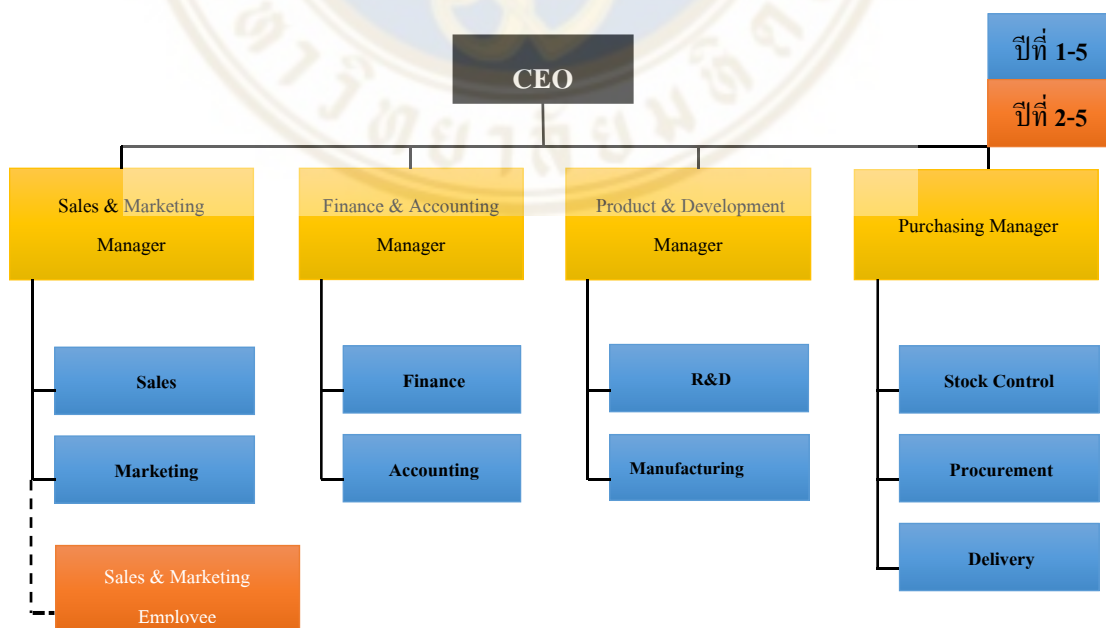 CEO
ปีที่ 1-5
ปีที่ 2-5
Sales & Marketing
Manager
Finance & Accounting
Manager
Product & Development
Manager
Purchasing Manager
Sales
Finance
R&D
Stock Control
Marketing
Accounting
Manufacturing
Procurement
Delivery
Sales & Marketing
Employee